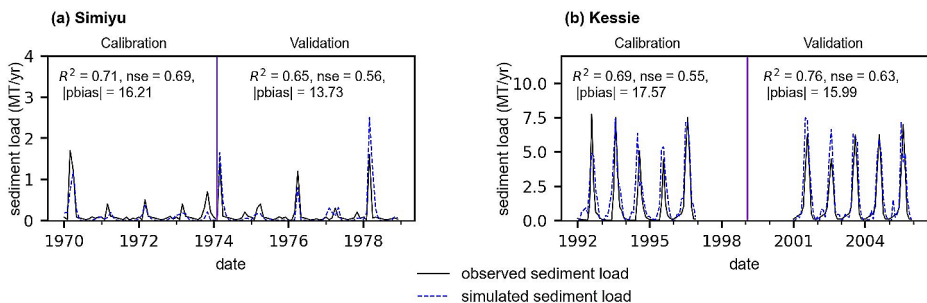 (a) Simiyu
Calibration
Validation
sediment load (MT/yr)
4
3
2
1
0
R² = 0.71, nse = 0.69,
|pbias| = 16.21
R² = 0.65, nse = 0.56,
|pbias| = 13.73
1970
1972
1974
1976
1978
date
(b) Kessie
Calibration
Validation
sediment load (MT/yr)
10.0
7.5
5.0
2.5
0.0
R² = 0.69, nse = 0.55,
|pbias| = 17.57
R² = 0.76, nse = 0.63,
|pbias| = 15.99
1992
1995
1998
2001
2004
date
observed sediment load
simulated sediment load